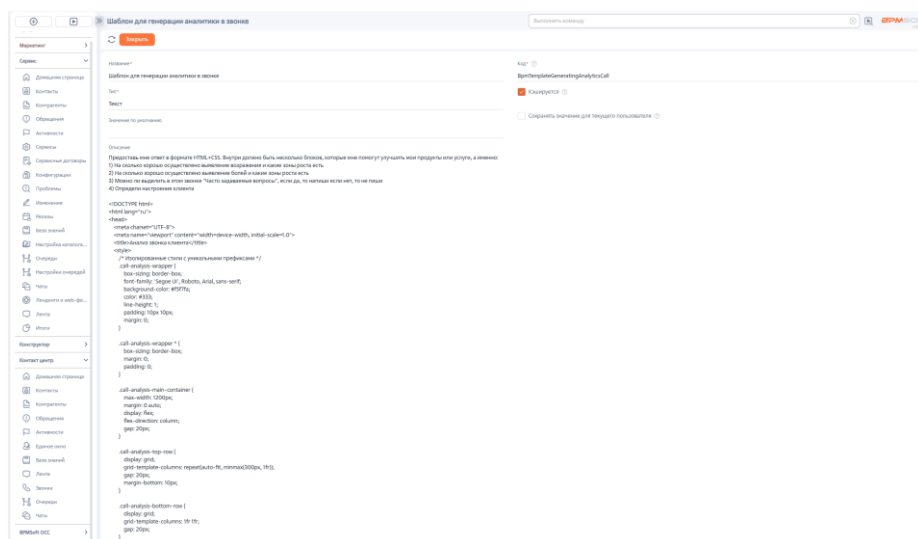 Шаблон для генерации аналитики в звонке
Выполнить команду
Закрыть
Маркетинг
Сервис
Домашняя страница
Контакты
Контрагенты
Обращения
Активности
Сервисы
Сервисные договоры
Конфигурации
Проблемы
Изменения
Релизы
База знаний
Настройка каталога...
Очереди
Настройка очередей
Чаты
Лендинги и web-фо...
Лента
Итоги
Конструктор
Контакт центр
Домашняя страница
Контакты
Контрагенты
Обращения
Активности
Единое окно
База знаний
Лента
Звонки
Очереди
Чаты
BPMSoft ОСС
Название*
Шаблон для генерации аналитики в звонке
Тип*
Текст
Значение по умолчанию
Код*
BpmTemplateGeneratingAnalyticsCall
Кэшируется
Сохранять значение для текущего пользователя
Описание
Предоставь мне ответ в формате HTML+CSS. Внутри должно быть несколько блоков, которые мне помогут улучшить мои продукты или услуги, а именно:
1) На сколько хорошо осуществлено выявление возражения и какие зоны роста есть
2) На сколько хорошо осуществлено выявление болей и какие зоны роста есть
3) Можно ли выделить в этом звонке "Часто задаваемые вопросы", если да, то напиши если нет, то не пиши
4) Определи настроение клиента
<!DOCTYPE html>
<html lang="ru">
<head>
<meta charset="UTF-8">
<meta name="viewport" content="width=device-width, initial-scale=1.0">
<title>Анализ звонка клиента</title>
<style>
/* Изолированные стили с уникальными префиксами */
.call-analysis-wrapper {
box-sizing: border-box;
font-family: 'Segoe UI', Roboto, Arial, sans-serif;
background-color: #f5f7fa;
color: #333;
line-height: 1;
padding: 10px 10px;
margin: 0;
}
.call-analysis-wrapper * {
box-sizing: border-box;
margin: 0;
padding: 0;
}
.call-analysis-main-container {
max-width: 1200px;
margin: 0 auto;
display: flex;
flex-direction: column;
gap: 20px;
}
.call-analysis-top-row {
display: grid;
grid-template-columns: repeat(auto-fit, minmax(300px, 1fr));
gap: 20px;
margin-bottom: 10px;
}
.call-analysis-bottom-row {
display: grid;
grid-template-columns: 1fr 1fr;
gap: 20px;
}